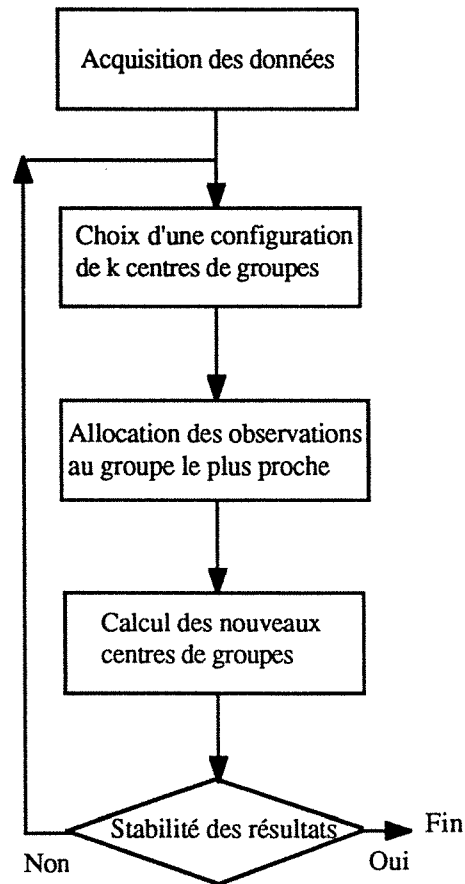 Acquisition des données
Choix d'une configuration
de k centres de groupes
Allocation des observations
au groupe le plus proche
Calcul des nouveaux
centres de groupes
Stabilité des résultats
Fin
Non
Oui